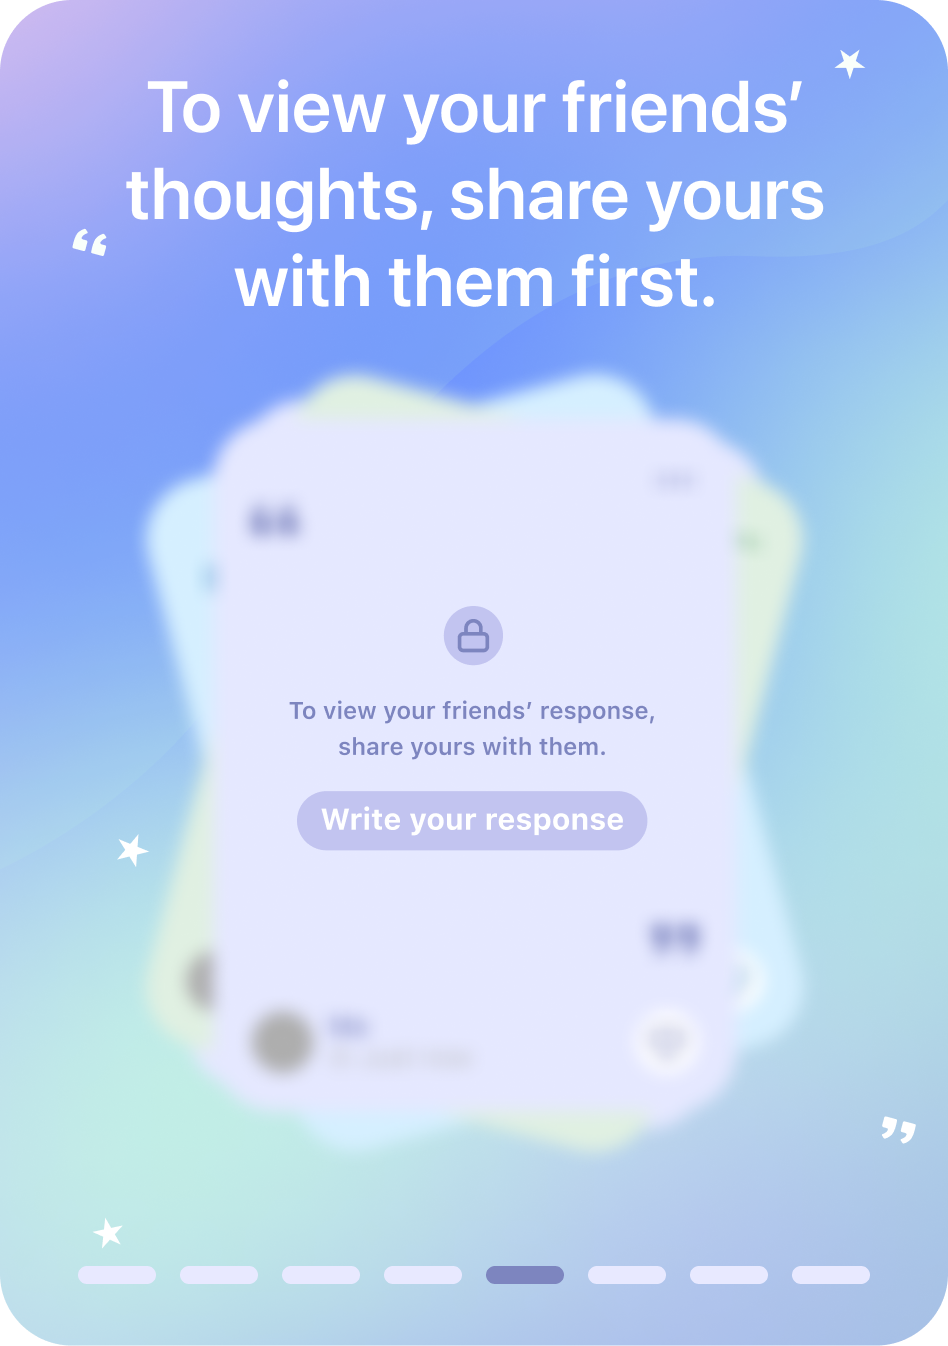 To view your friends’
thoughts, share yours
with them first.
“
“
To view your friends’ response,
share yours with them.
Write your response
”
”